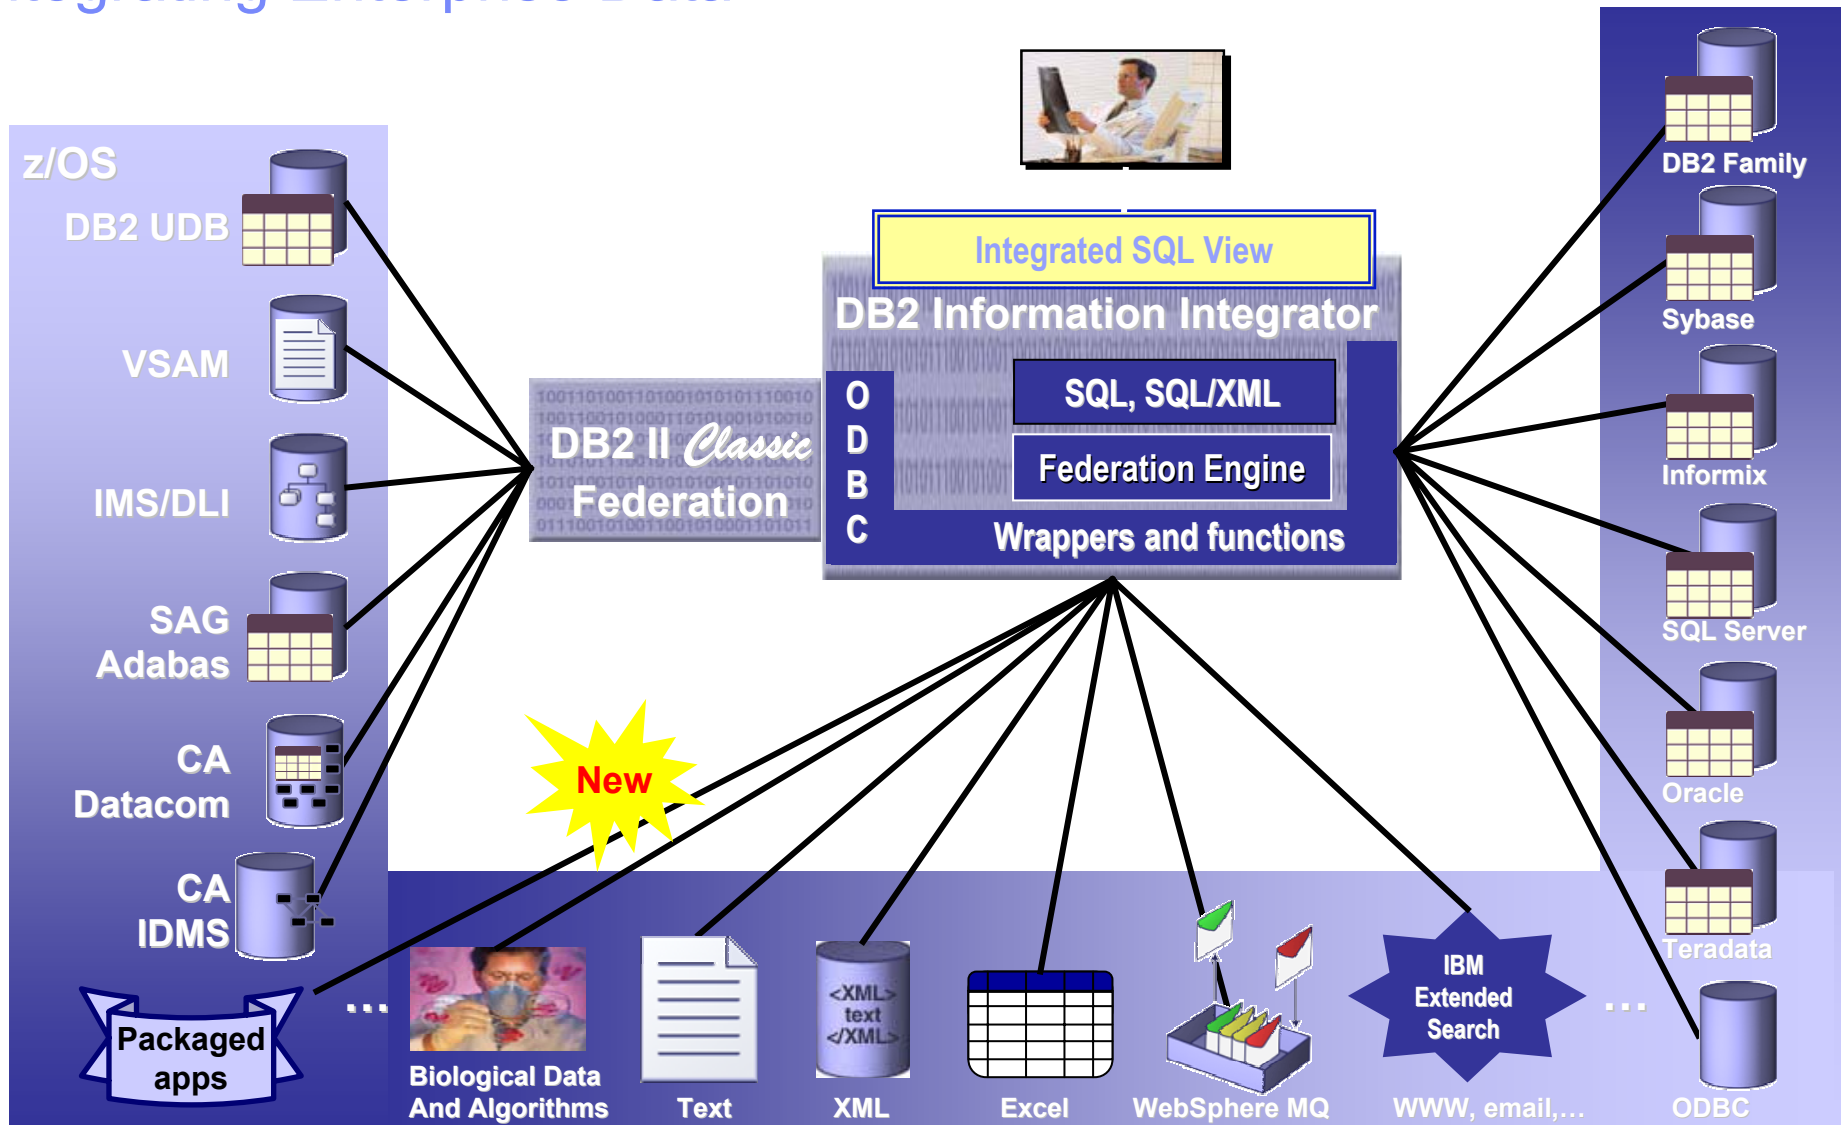 z/OS
DB2 UDB
VSAM
IMS/DLI
SAG
Adabas
CA
Datacom
CA
IDMS
Packaged
apps
...
Integrated SQL View
DB2 Information Integrator
SQL, SQL/XML
Federation Engine
Wrappers and functions
O
D
B
C
DB2 II Classic
Federation
New
DB2 Family
Sybase
Informix
SQL Server
Oracle
Teradata
ODBC
Biological Data
And Algorithms
Text
<XML>
text
</XML>
XML
Excel
WebSphere MQ
IBM
Extended
Search
WWW, email,...
...